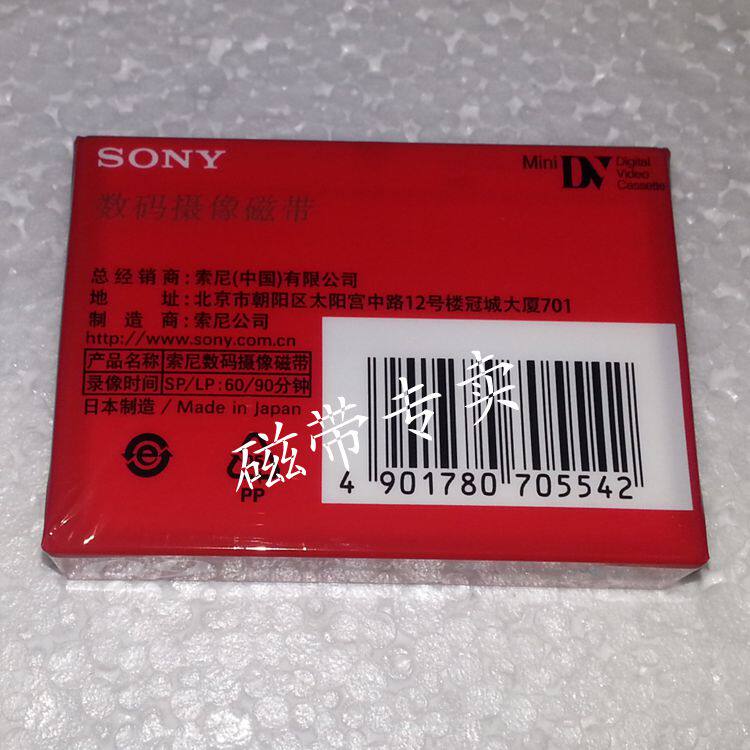 SONY
Mini DV Digital Video Cassette
数码摄像磁带
总经销商:索尼(中国)有限公司
地 址:北京市朝阳区太阳宫中路12号楼冠城大厦701
制造商:索尼公司
http://www.sony.com.cn
产品名称 索尼数码摄像磁带
录像时间 SP/LP:60/90分钟
日本制造/Made in Japan
磁带专卖
PP
4 901780 705542